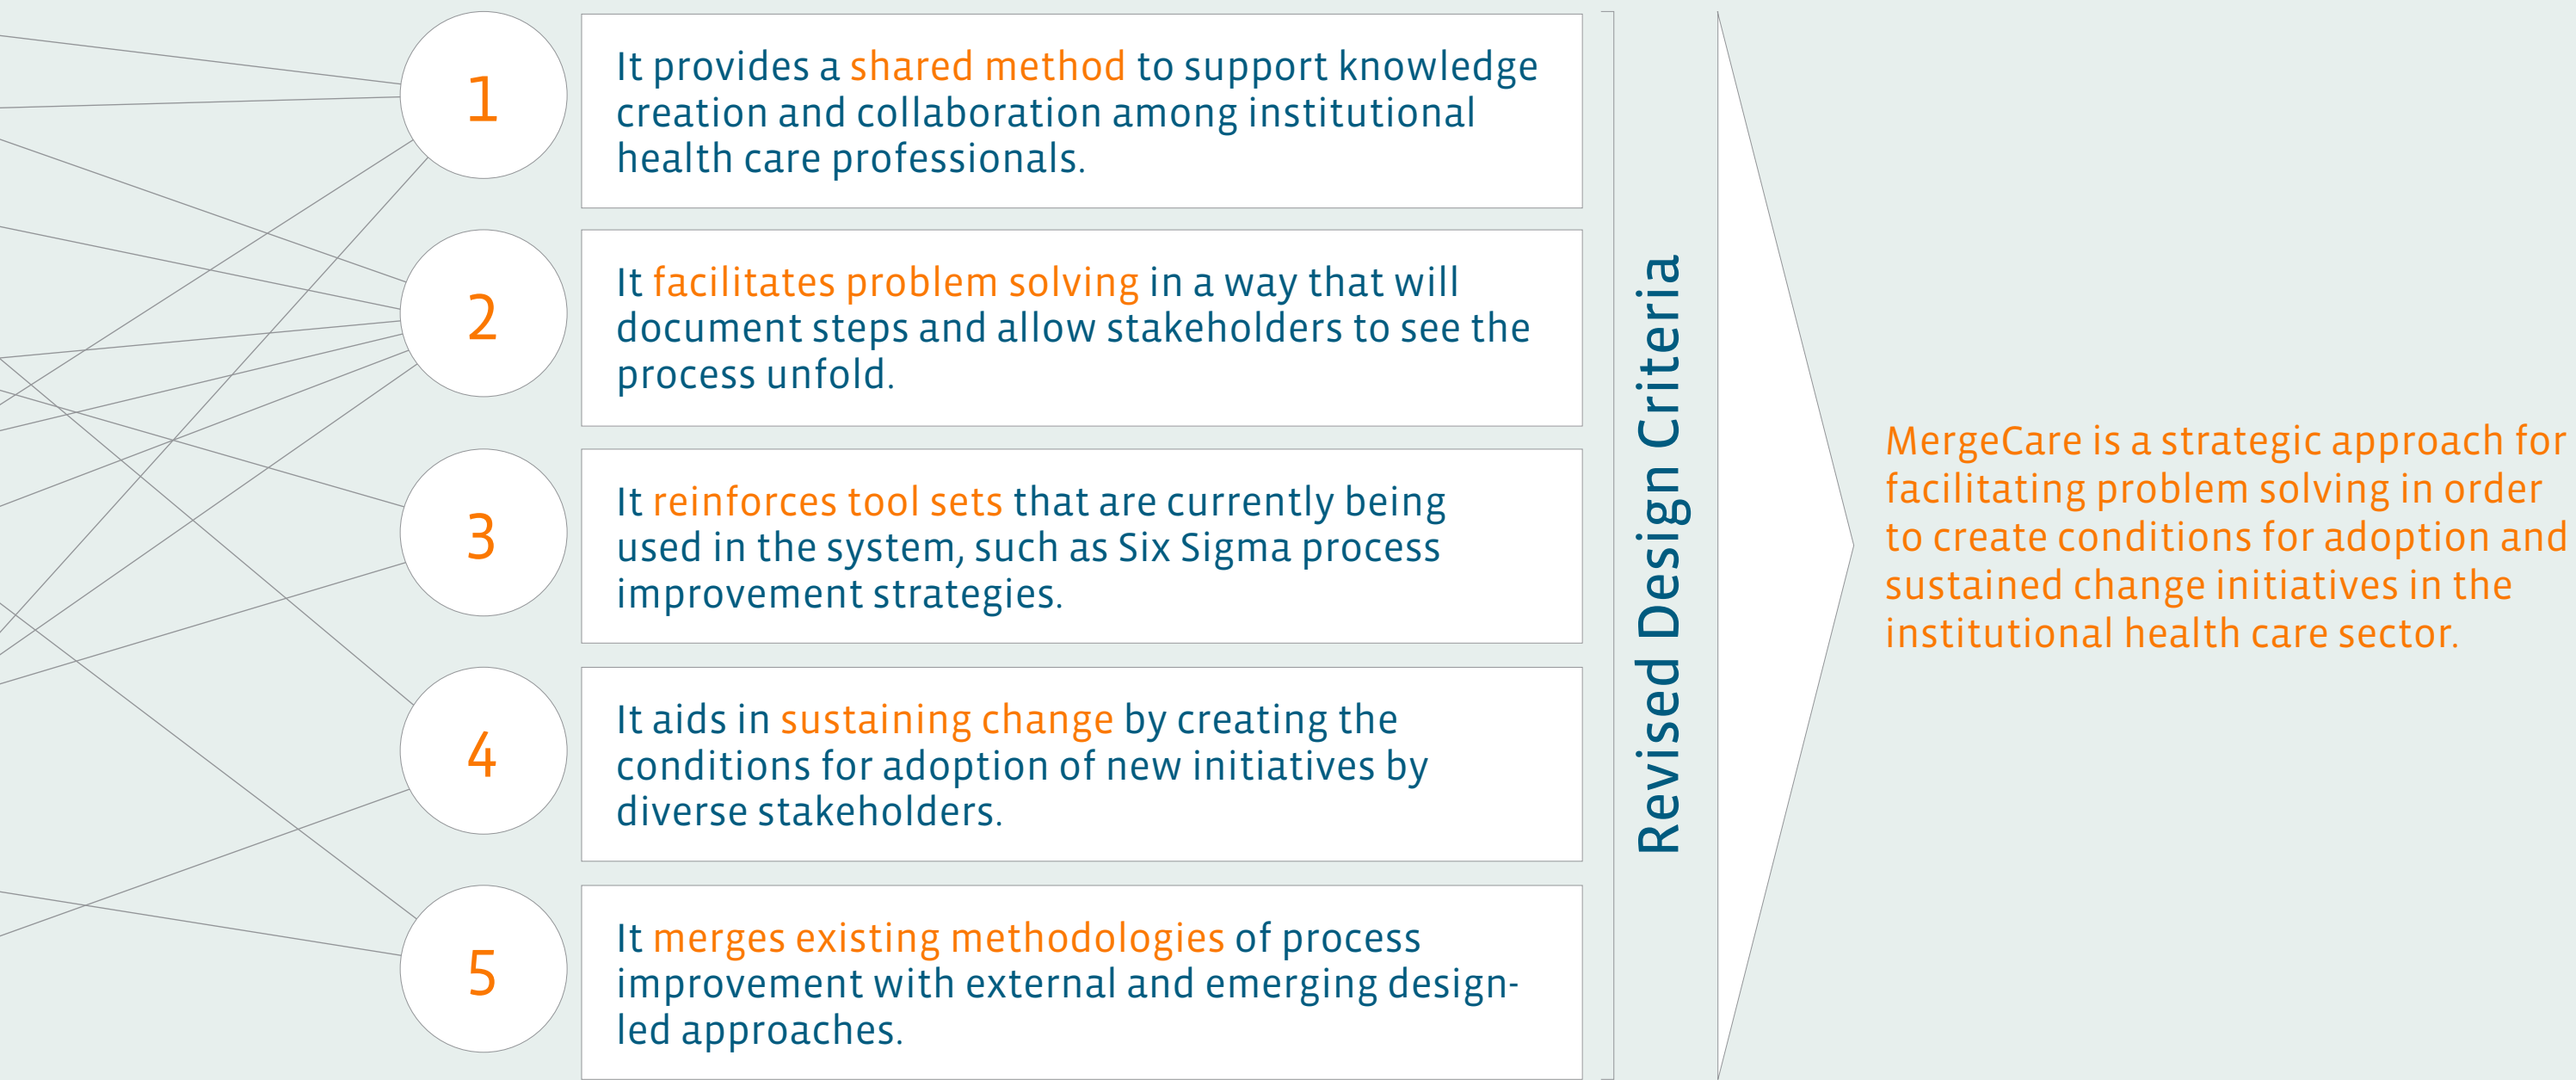 1
It provides a shared method to support knowledge
creation and collaboration among institutional
health care professionals.
2
It facilitates problem solving in a way that will
document steps and allow stakeholders to see the
process unfold.
3
It reinforces tool sets that are currently being
used in the system, such as Six Sigma process
improvement strategies.
4
It aids in sustaining change by creating the
conditions for adoption of new initiatives by
diverse stakeholders.
5
It merges existing methodologies of process
improvement with external and emerging design-
led approaches.
Revised Design Criteria
MergeCare is a strategic approach for
facilitating problem solving in order
to create conditions for adoption and
sustained change initiatives in the
institutional health care sector.